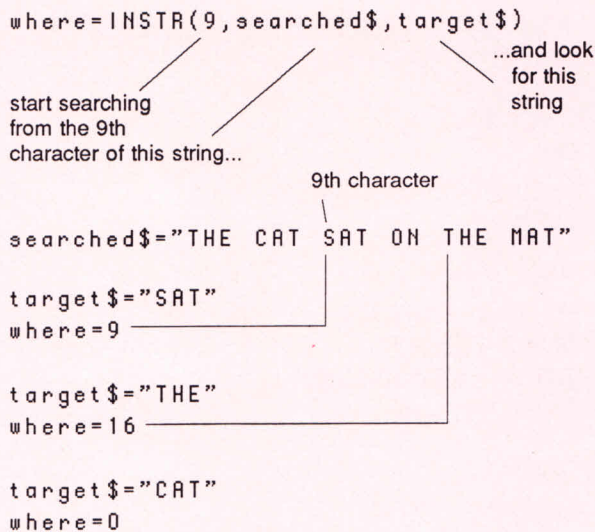 where=INSTR(9,searched$,target$)
...and look
for this
string
start searching
from the 9th
character of this string...
9th character
searched$="THE CAT SAT ON THE MAT"
target$="SAT"
where=9
target$="THE"
where=16
target$="CAT"
where=0